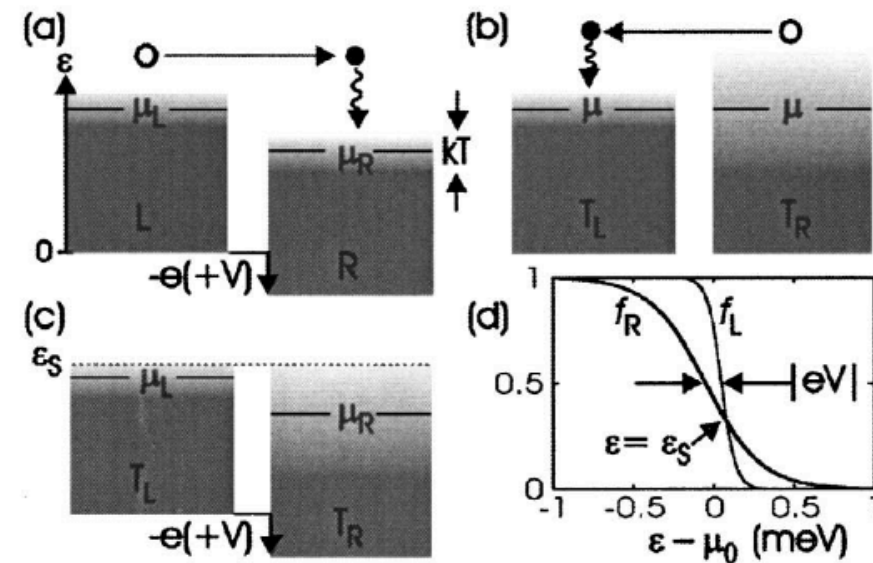 (a)
ε
μL
μR
kT
L
R
0
-e(+V)
(b)
μ
μ
TL
TR
(c)
εS
μL
μR
TL
TR
-e(+V)
(d)
1
fR
fL
0.5
|eV|
ε= εS
0
-1
-0.5
0
0.5
1
ε – μ0 (meV)